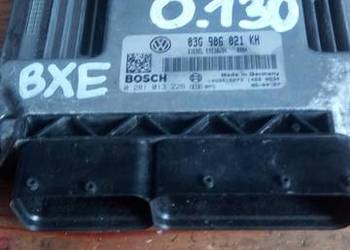 0.130
BXE
03G 906 021 KH
BOSCH
Made in Germany
0 281 013 226